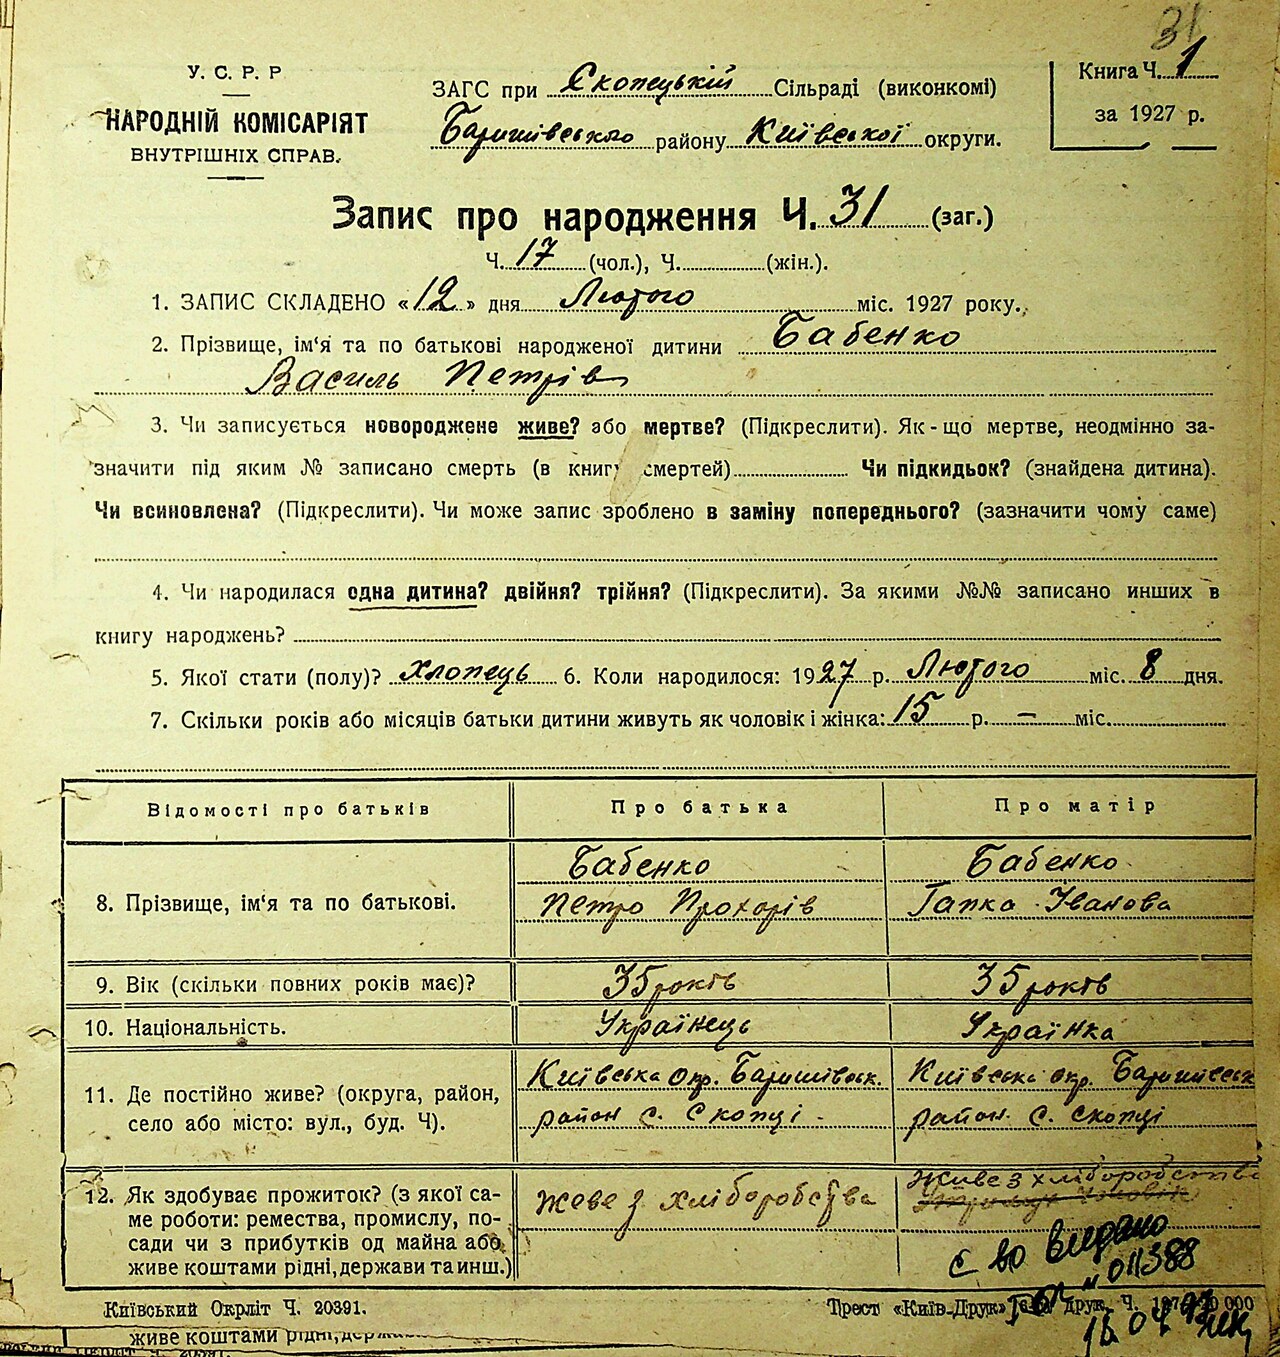 31
У. С. Р. Р
НАРОДНІЙ КОМІСАРІЯТ
ВНУТРІШНІХ СПРАВ.
ЗАГС при Скопецькій Сільраді (виконкомі)
Баришівського району Київської округи.
Книга Ч. 1
за 1927 р.
Запис про народження Ч. 31 (заг.)
Ч. 17 (чол.), Ч. (жін.).
1. ЗАПИС СКЛАДЕНО «12» дня Лютого міс. 1927 року.
2. Прізвище, ім‘я та по батькові народженої дитини Бабенко
Василь Петрів
3. Чи записується новороджене живе? або мертве? (Підкреслити). Як-що мертве, неодмінно за-
значити під яким № записано смерть (в книг смертей) Чи підкидьок? (знайдена дитина).
Чи всиновлена? (Підкреслити). Чи може запис зроблено в заміну попереднього? (зазначити чому саме)
4. Чи народилася одна дитина? двійня? трійня? (Підкреслити). За якими №№ записано инших в
книгу народжень?
5. Якої стати (полу)? хлопець 6. Коли народилося: 1927 р. Лютого міс. 8 дня.
7. Скільки років або місяців батьки дитини живуть як чоловік і жінка: 15 р. — міс.
Відомості про батьків Про батька Про матір
8. Прізвище, ім‘я та по батькові.
Бабенко
Петро Прохорів
Бабенко
Гапка Іванова
9. Вік (скільки повних років має)? 35 років 35 років
10. Національність. Українець Українка
11. Де постійно живе? (округа, район,
село або місто: вул., буд. Ч).
Київська окр. Баришівськ.
район с. Скопці.
Київська окр. Баришівськ
район. с. Скопці
12. Як здобуває прожиток? (з якої са-
ме роботи: ремества, промислу, по-
сади чи з прибутків од майна або
живе коштами рідні, держави та инш.)
Жеве з хліборобства
Живе з хліборобства
С во видано
№ 011388
Київський Окрліт Ч. 20391.
Трест «Київ-Друк» друк. Ч.
живе коштами рідні, держав